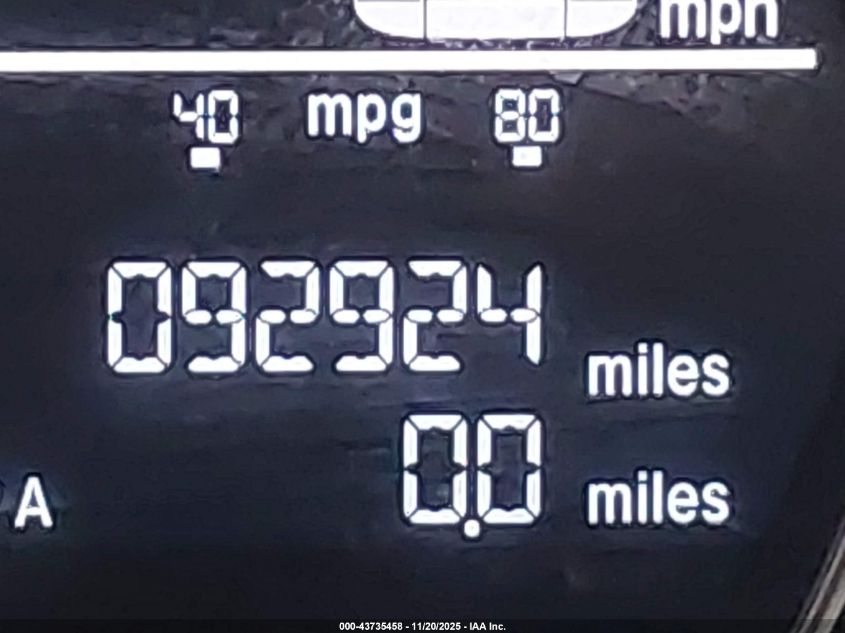 mph
40 mpg 80
092924 miles
A 0.0 miles
000-43735458 - 11/20/2025 - IAA Inc.